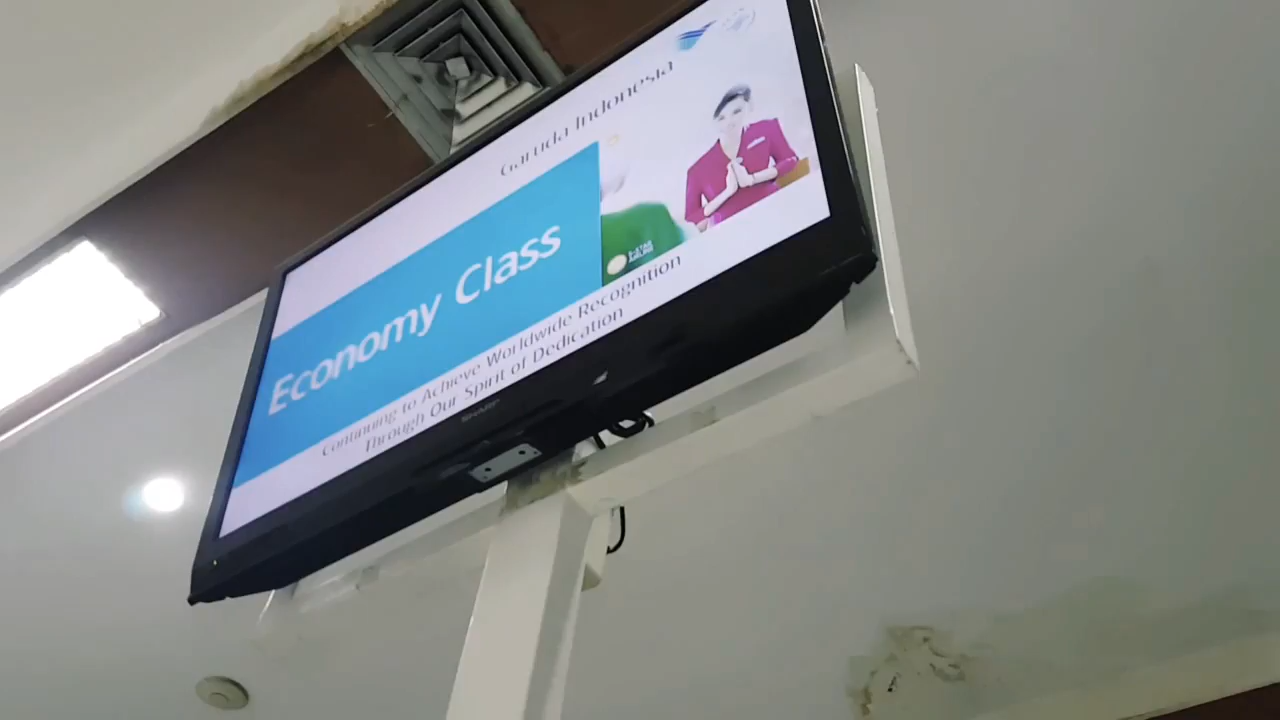 Garuda Indonesia
Economy Class
Continuing to Achieve Worldwide Recognition
Through Our Spirit of Dedication
SHARP